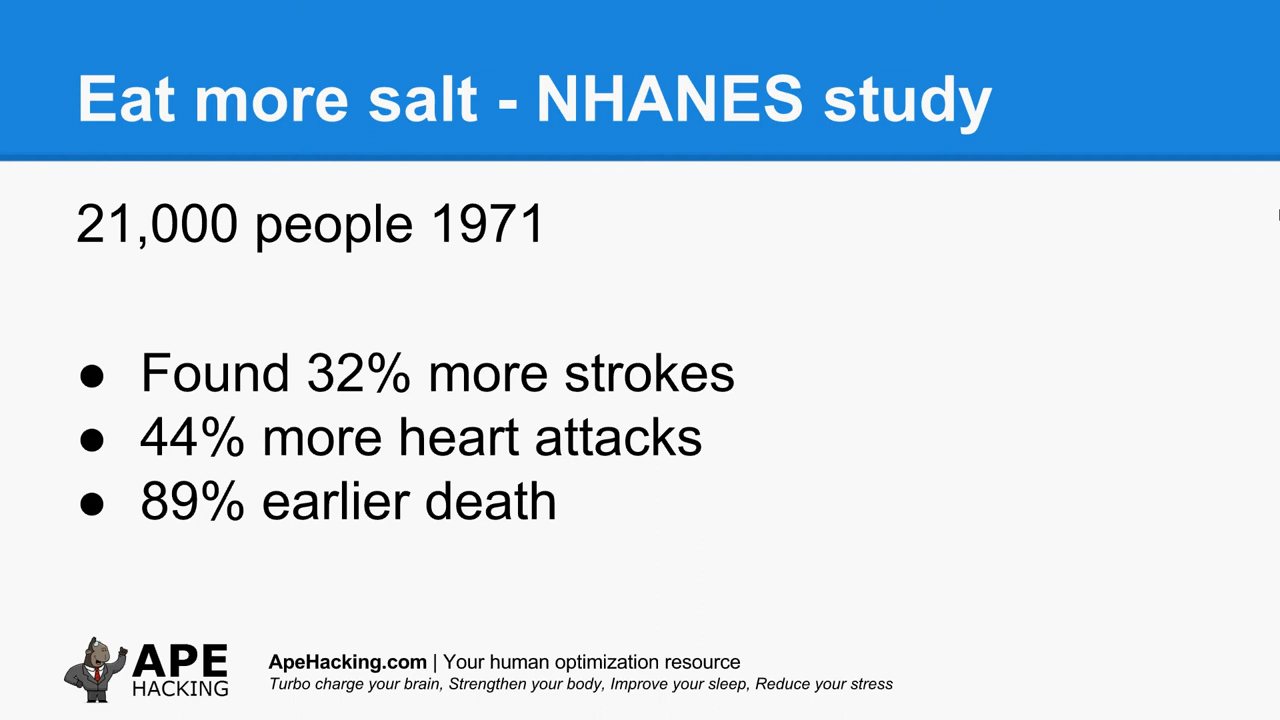 Eat more salt - NHANES study
21,000 people 1971
● Found 32% more strokes
● 44% more heart attacks
● 89% earlier death
APE
HACKING
ApeHacking.com | Your human optimization resource
Turbo charge your brain, Strengthen your body, Improve your sleep, Reduce your stress